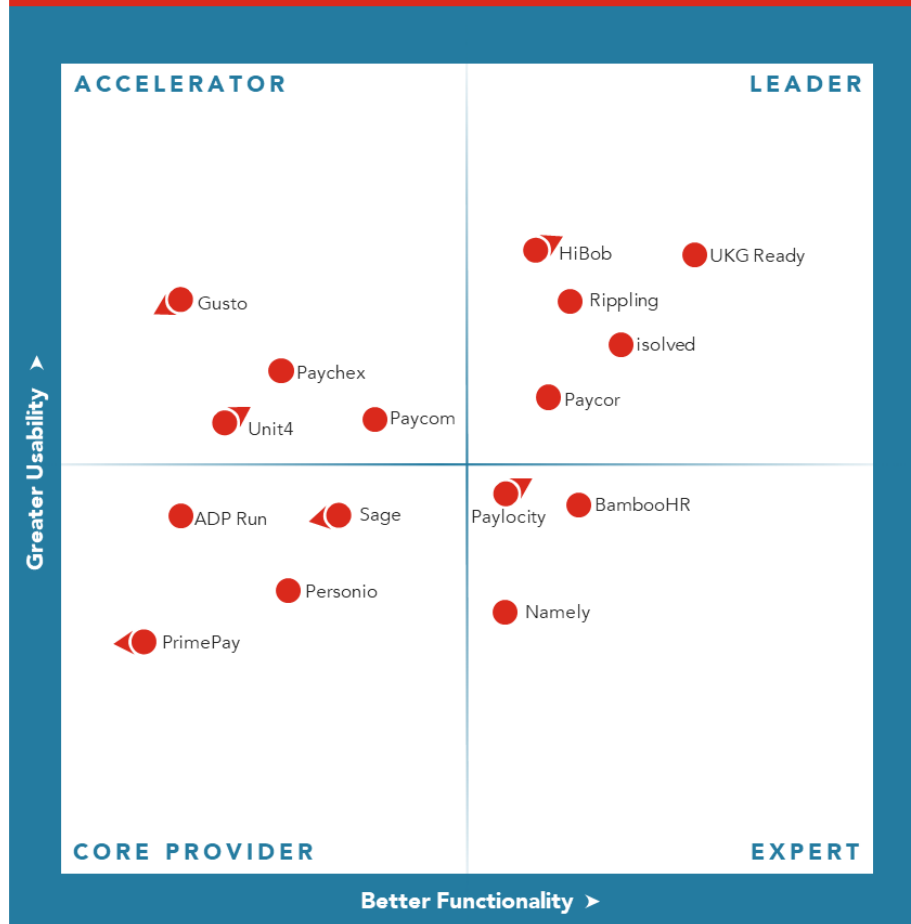 ACCELERATOR
LEADER
HiBob
UKG Ready
Rippling
Gusto
isolved
Paychex
Paycor
Paycom
Unit4
Greater Usability
BambooHR
Sage
Paylocity
ADP Run
Personio
Namely
PrimePay
CORE PROVIDER
EXPERT
Better Functionality